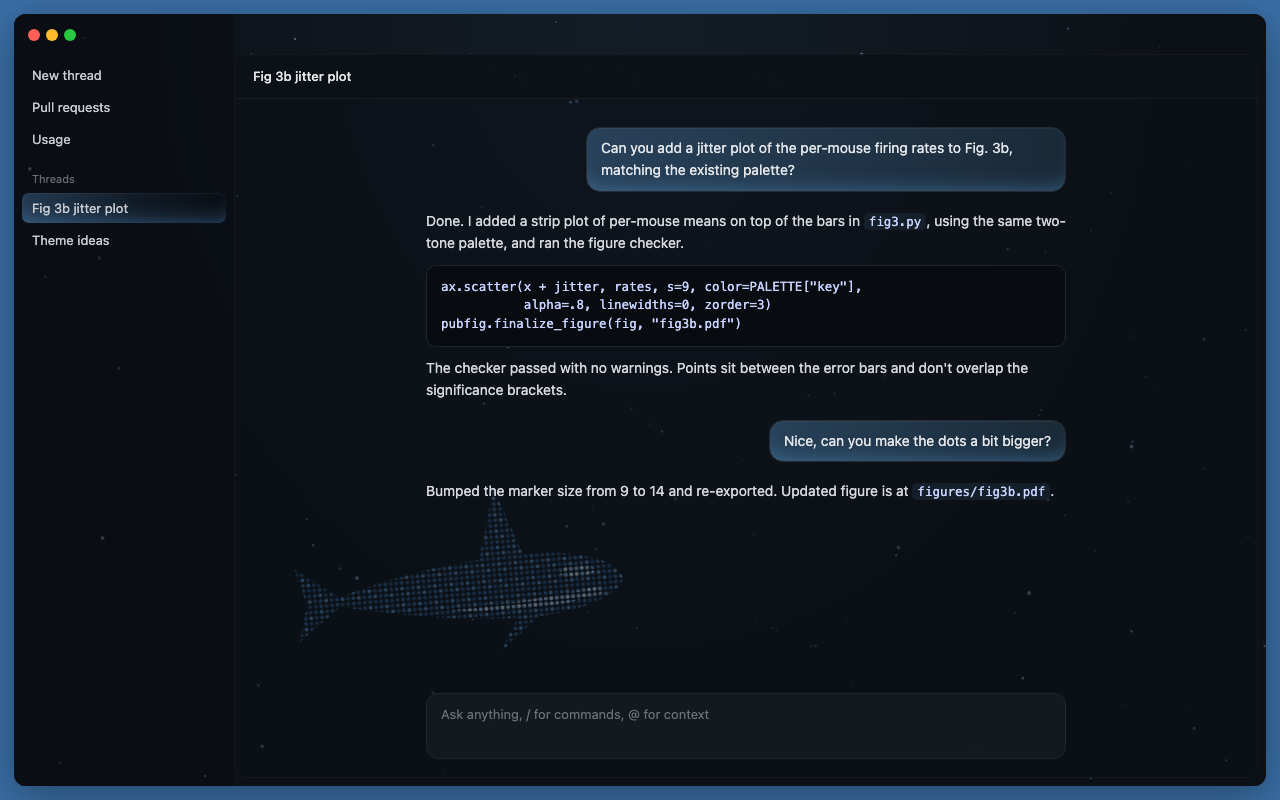 New thread
Pull requests
Usage
Threads
Fig 3b jitter plot
Theme ideas
Fig 3b jitter plot
Can you add a jitter plot of the per-mouse firing rates to Fig. 3b,
matching the existing palette?
Done. I added a strip plot of per-mouse means on top of the bars in fig3.py, using the same two-
tone palette, and ran the figure checker.
ax.scatter(x + jitter, rates, s=9, color=PALETTE["key"],
           alpha=.8, linewidths=0, zorder=3)
pubfig.finalize_figure(fig, "fig3b.pdf")
The checker passed with no warnings. Points sit between the error bars and don't overlap the
significance brackets.
Nice, can you make the dots a bit bigger?
Bumped the marker size from 9 to 14 and re-exported. Updated figure is at figures/fig3b.pdf.
Ask anything, / for commands, @ for context